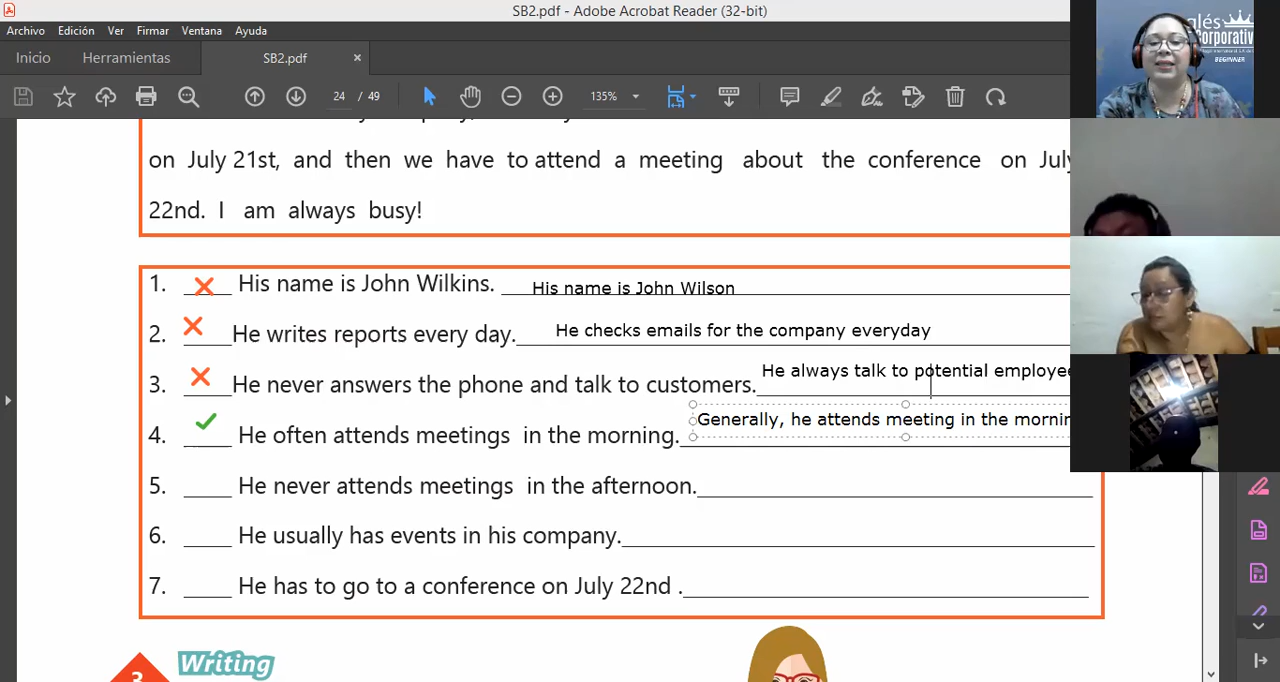 SB2.pdf - Adobe Acrobat Reader (32-bit)
Archivo Edición Ver Firmar Ventana Ayuda
Inicio Herramientas SB2.pdf ×
24 / 49 135%
on July 21st, and then we have to attend a meeting about the conference on July
22nd. I am always busy!
1. His name is John Wilkins. His name is John Wilson
2. He writes reports every day. He checks emails for the company everyday
3. He never answers the phone and talk to customers. He always talk to potential employee
4. He often attends meetings in the morning. Generally, he attends meeting in the mornin
5. He never attends meetings in the afternoon.
6. He usually has events in his company.
7. He has to go to a conference on July 22nd .
3 Writing
glés
Corporativ
BEGINNER